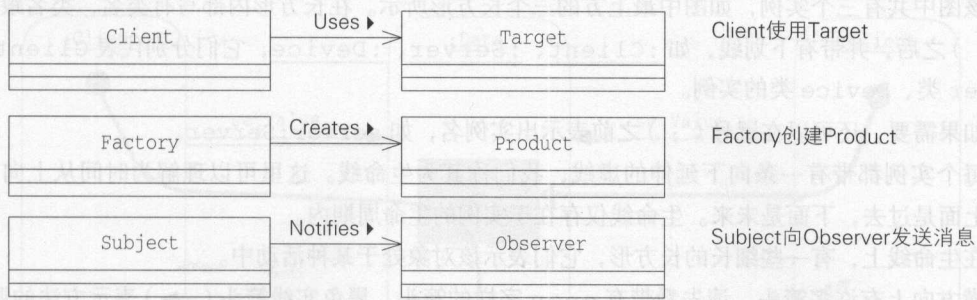 Client
Uses ▶
Target
Client使用Target
Factory
Creates ▶
Product
Factory创建Product
Subject
Notifies ▶
Observer
Subject向Observer发送消息